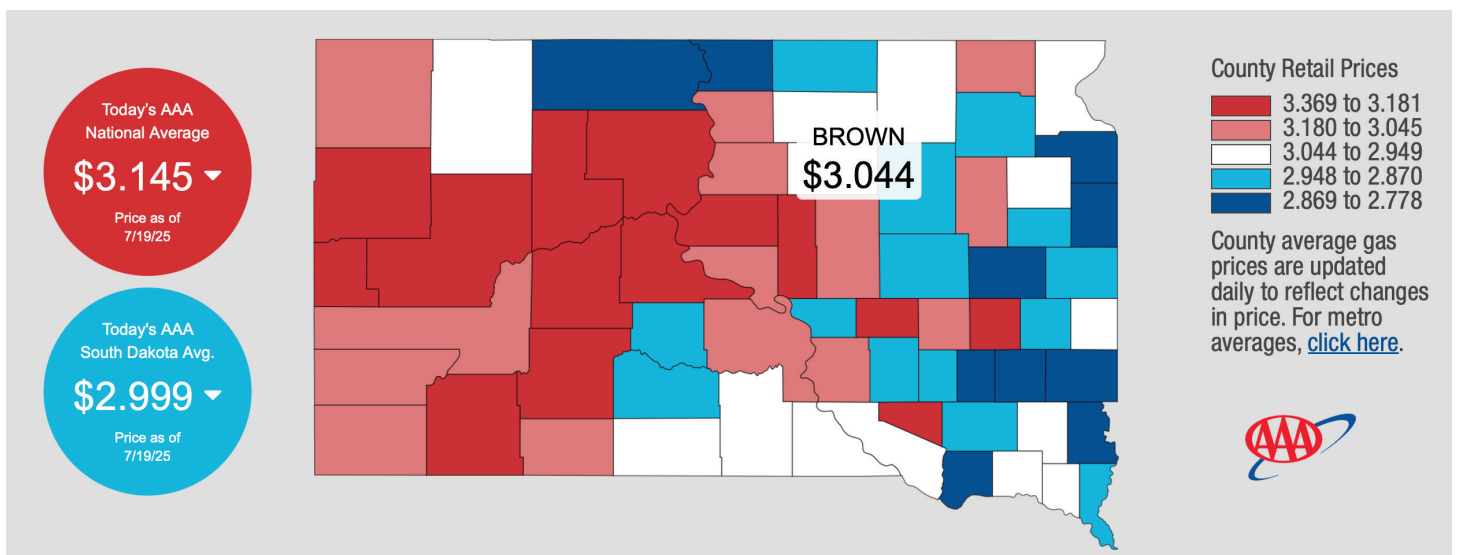 Today's AAA
National Average
$3.145
Price as of
7/19/25
Today's AAA
South Dakota Avg.
$2.999
Price as of
7/19/25
BROWN
$3.044
County Retail Prices
3.369 to 3.181
3.180 to 3.045
3.044 to 2.949
2.948 to 2.870
2.869 to 2.778
County average gas
prices are updated
daily to reflect changes
in price. For metro
averages, click here.
AAA